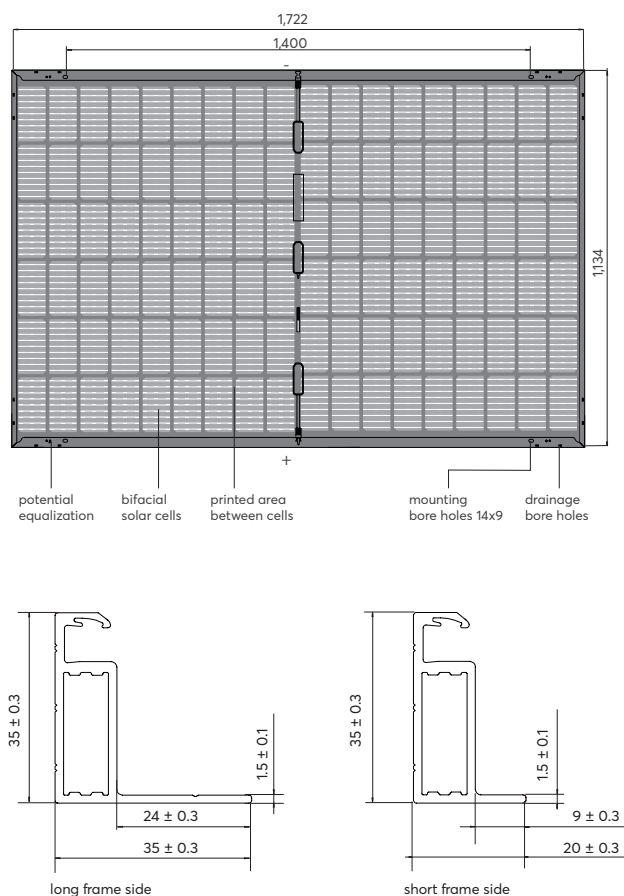 1,722
1,400
-
1,134
+
potential
equalization
bifacial
solar cells
printed area
between cells
mounting
bore holes 14x9
drainage
bore holes
35 ± 0.3
1.5 ± 0.1
24 ± 0.3
35 ± 0.3
long frame side
35 ± 0.3
1.5 ± 0.1
9 ± 0.3
20 ± 0.3
short frame side